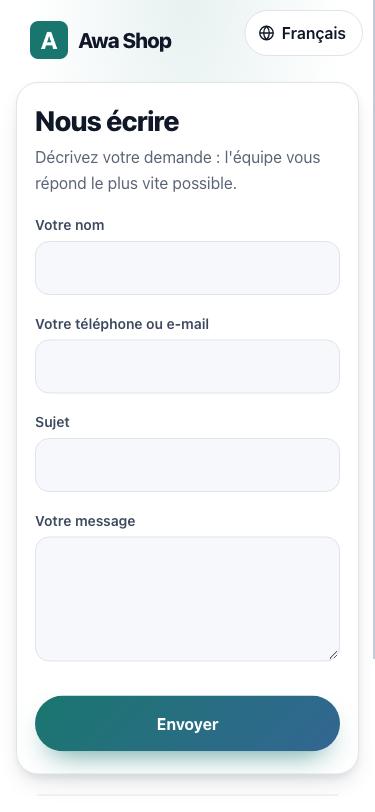 A Awa Shop
Français
Nous écrire
Décrivez votre demande : l'équipe vous
répond le plus vite possible.
Votre nom
Votre téléphone ou e-mail
Sujet
Votre message
Envoyer